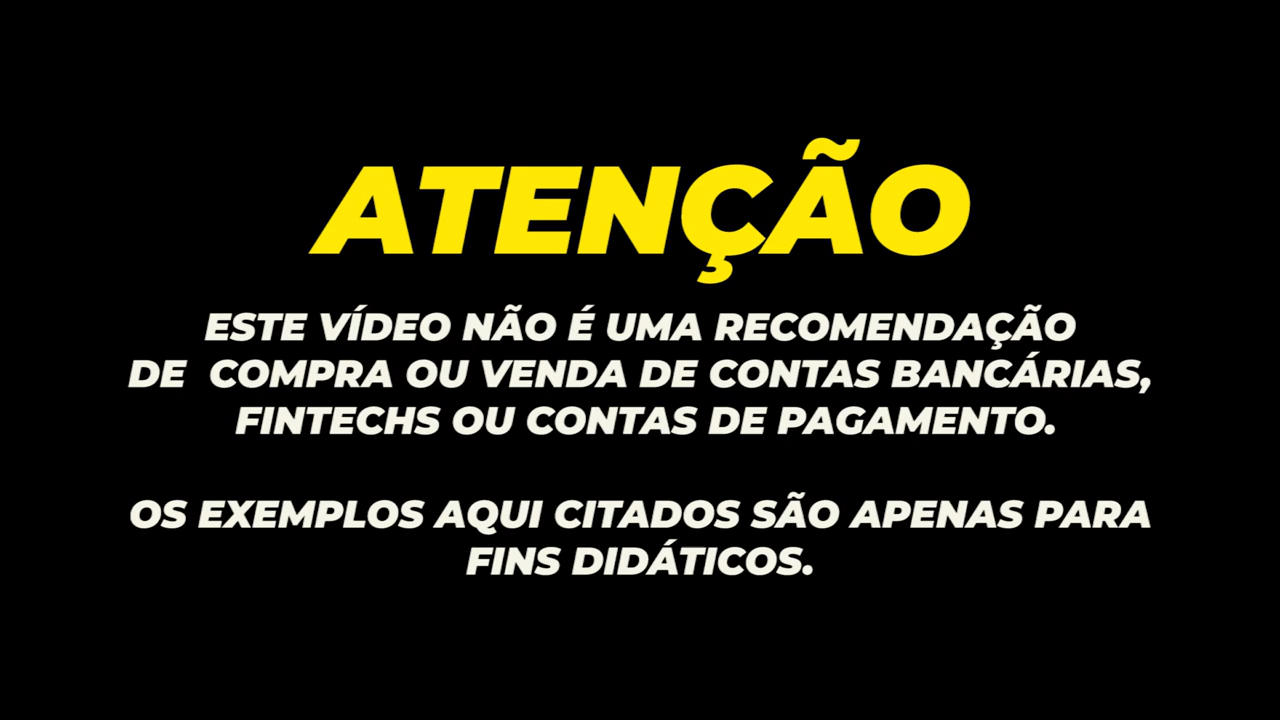 ATENÇÃO
ESTE VÍDEO NÃO É UMA RECOMENDAÇÃO
DE COMPRA OU VENDA DE CONTAS BANCÁRIAS,
FINTECHS OU CONTAS DE PAGAMENTO.
OS EXEMPLOS AQUI CITADOS SÃO APENAS PARA
FINS DIDÁTICOS.